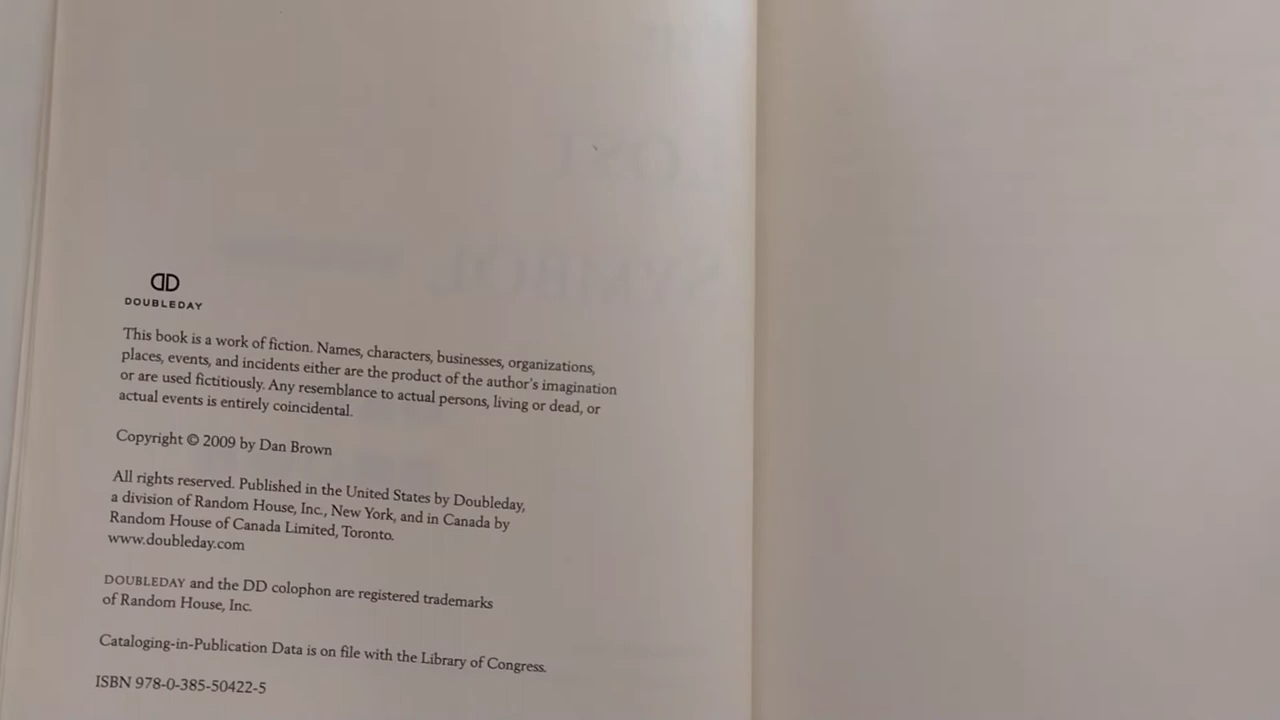 DOUBLEDAY
This book is a work of fiction. Names, characters, businesses, organizations,
places, events, and incidents either are the product of the author's imagination
or are used fictitiously. Any resemblance to actual persons, living or dead, or
actual events is entirely coincidental.
Copyright © 2009 by Dan Brown
All rights reserved. Published in the United States by Doubleday,
a division of Random House, Inc., New York, and in Canada by
Random House of Canada Limited, Toronto.
www.doubleday.com
DOUBLEDAY and the DD colophon are registered trademarks
of Random House, Inc.
Cataloging-in-Publication Data is on file with the Library of Congress.
ISBN 978-0-385-50422-5